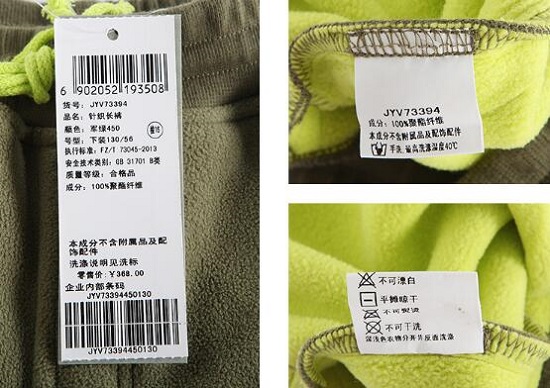 6 902052 193508
货号: JYV73394
品名: 针织长裤
颜色: 军绿450
号型: 下装130/56
执行标准: FZ/T 73045-2013
安全技术类别: GB 31701 B类
质量等级: 合格品
成分: 100%聚酯纤维
本成分不含附属品及配
饰配件
洗涤说明见洗标
零售价: ¥368.00
企业内部条码
JYV73394450130
JYV73394450130
JYV73394
成分: 100%聚酯纤维
本成分不含附属品及配饰配件
手洗, 最高洗涤温度40℃
不可漂白
平摊晾干
不可熨烫
不可干洗
深浅色衣物分开并反面洗涤